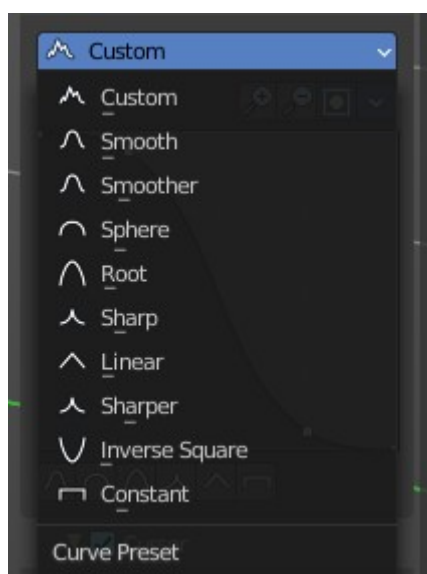 Custom
Custom
Smooth
Smoother
Sphere
Root
Sharp
Linear
Sharper
Inverse Square
Constant
Curve Preset